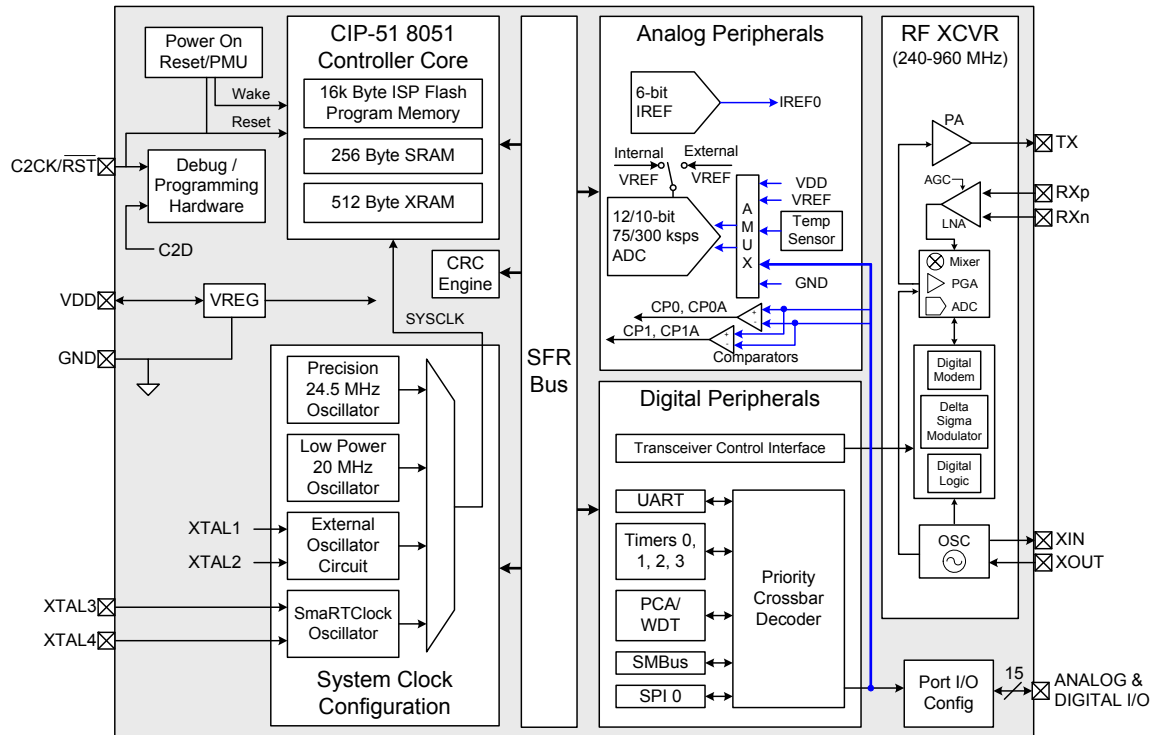 Power On
Reset/PMU
Wake
Reset
C2CK/RST
Debug /
Programming
Hardware
C2D
VDD
VREG
GND
CIP-51 8051
Controller Core
16k Byte ISP Flash
Program Memory
256 Byte SRAM
512 Byte XRAM
CRC
Engine
SYSCLK
Precision
24.5 MHz
Oscillator
Low Power
20 MHz
Oscillator
XTAL1
XTAL2
External
Oscillator
Circuit
XTAL3
XTAL4
SmaRTClock
Oscillator
System Clock
Configuration
SFR
Bus
Analog Peripherals
6-bit
IREF
IREF0
Internal
VREF
External
VREF
12/10-bit
75/300 ksps
ADC
A
M
U
X
VDD
VREF
Temp
Sensor
GND
CP0, CP0A
+
-
CP1, CP1A
+
-
Comparators
Digital Peripherals
Transceiver Control Interface
UART
Timers 0,
1, 2, 3
PCA/
WDT
SMBus
SPI 0
Priority
Crossbar
Decoder
RF XCVR
(240-960 MHz)
PA
TX
AGC
LNA
RXp
RXn
Mixer
PGA
ADC
Digital
Modem
Delta
Sigma
Modulator
Digital
Logic
OSC
XIN
XOUT
Port I/O
Config
15
ANALOG &
DIGITAL I/O